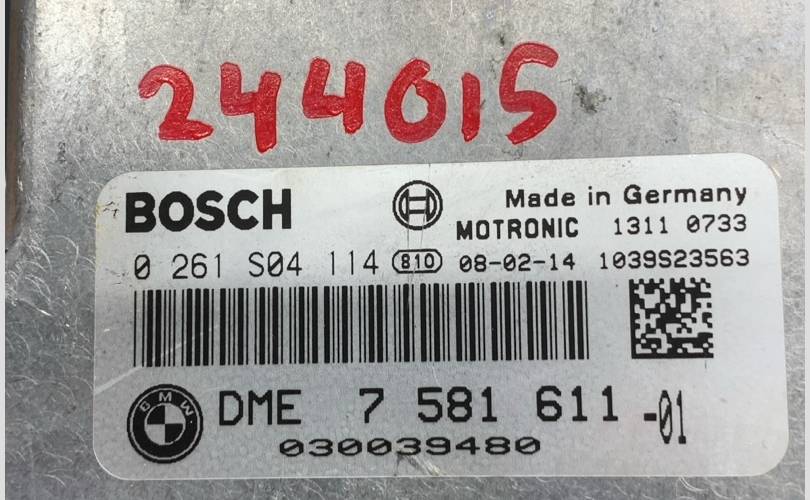 244015
BOSCH
Made in Germany
MOTRONIC 1311 0733
0 261 S04 114 810 08-02-14 1039S23563
BMW
DME 7 581 611 -01
030039480